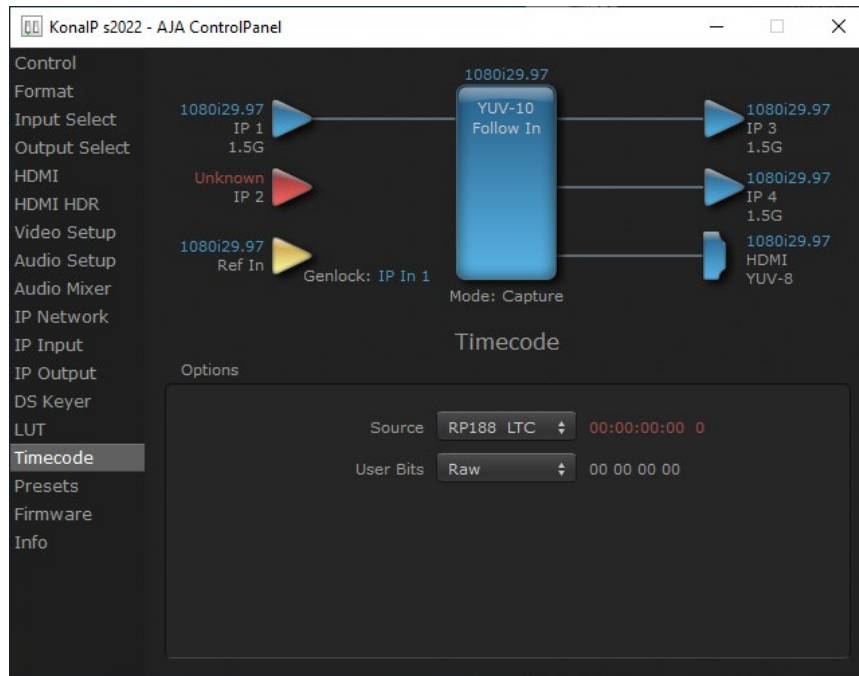 KonaIP s2022 - AJA ControlPanel
Control
Format
Input Select
Output Select
HDMI
HDMI HDR
Video Setup
Audio Setup
Audio Mixer
IP Network
IP Input
IP Output
DS Keyer
LUT
Timecode
Presets
Firmware
Info
1080i29.97
IP 1
1.5G
Unknown
IP 2
1080i29.97
Ref In
Genlock: IP In 1
1080i29.97
YUV-10
Follow In
Mode: Capture
1080i29.97
IP 3
1.5G
1080i29.97
IP 4
1.5G
1080i29.97
HDMI
YUV-8
Timecode
Options
Source RP188 LTC 00:00:00:00 0
User Bits Raw 00 00 00 00